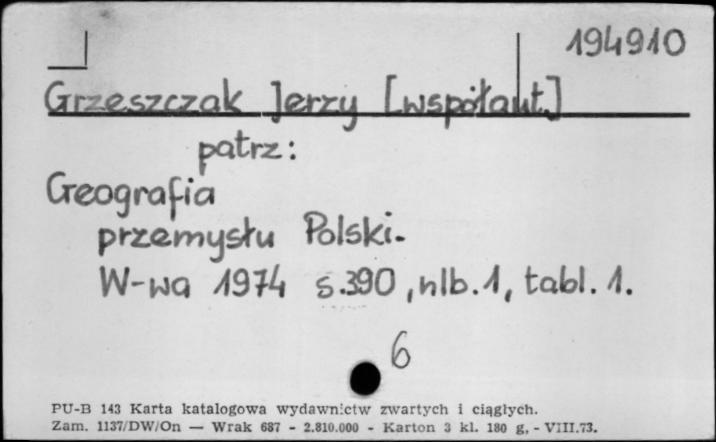 194910
Grzeszczak Jerzy [współaut.]
patrz:
Geografia
przemysłu Polski.
W-wa 1974 s.390, nlb.1, tabl.1.
6
PU-B 143 Karta katalogowa wydawnictw zwartych i ciągłych.
Zam. 1137/DW/On — Wrak 687 - 2.810.000 - Karton 3 kl. 180 g. - VIII.73.